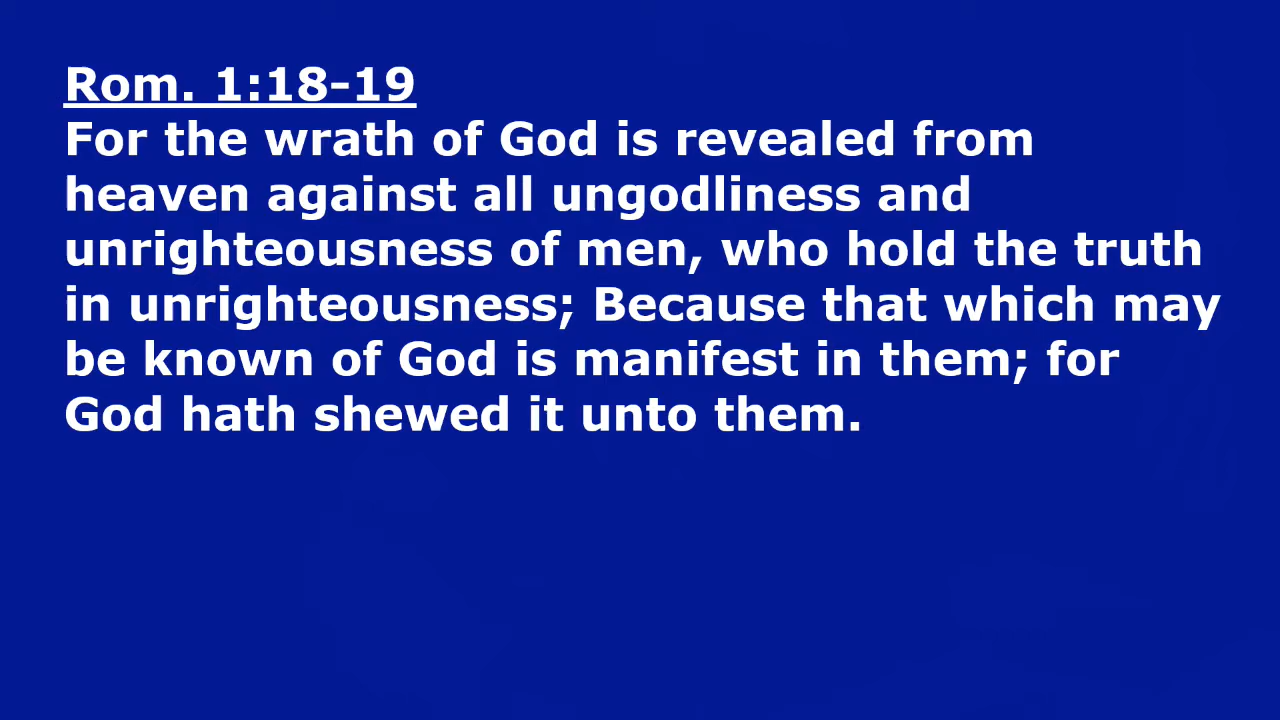 Rom. 1:18-19
For the wrath of God is revealed from
heaven against all ungodliness and
unrighteousness of men, who hold the truth
in unrighteousness; Because that which may
be known of God is manifest in them; for
God hath shewed it unto them.